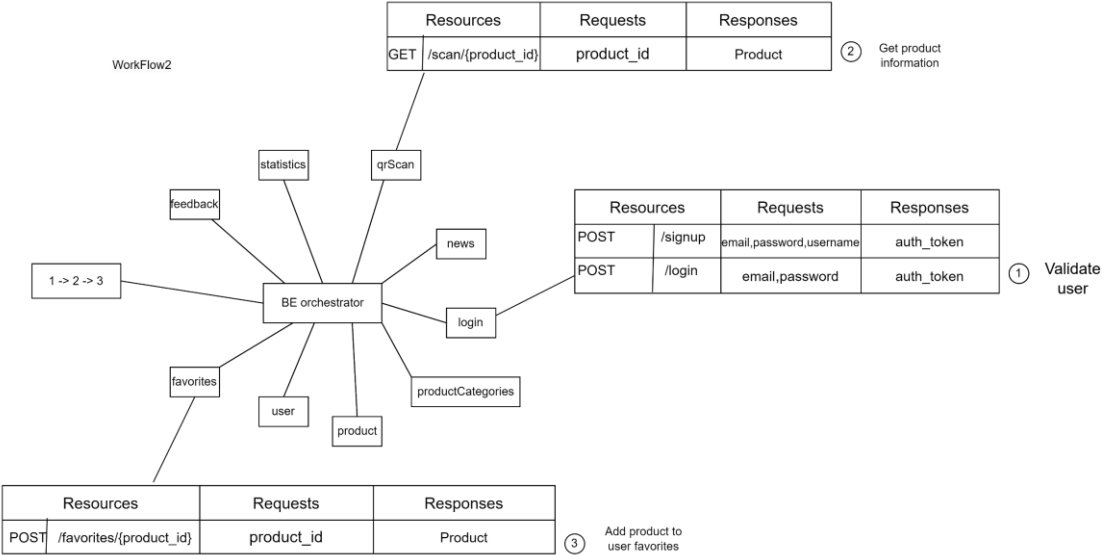 Resources Requests Responses
GET /scan/{product_id} product_id Product
2 Get product
information
WorkFlow2
statistics
qrScan
feedback
Resources Requests Responses
POST /signup email,password,username auth_token
POST /login email,password auth_token
1 Validate
user
news
1 -> 2 -> 3
BE orchestrator
login
favorites
productCategories
user
product
Resources Requests Responses
POST /favorites/{product_id} product_id Product
3 Add product to
user favorites